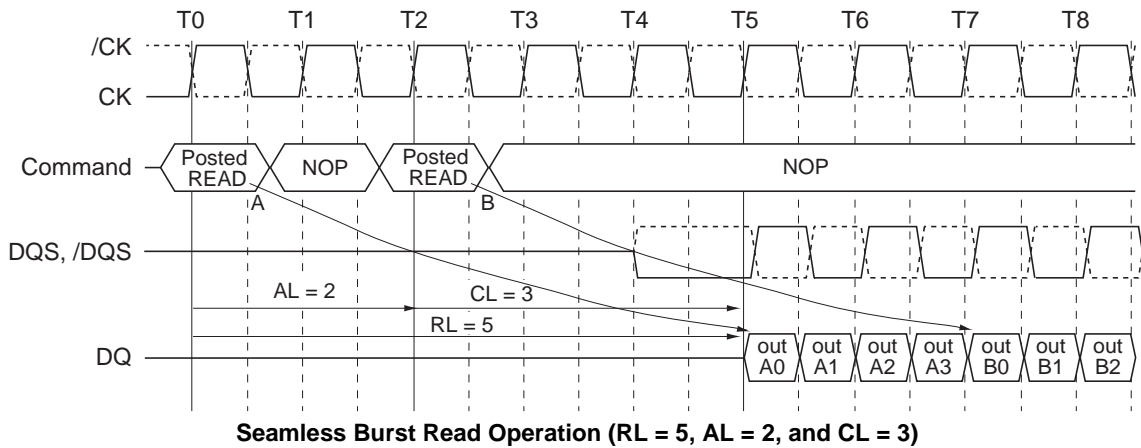 T0 T1 T2 T3 T4 T5 T6 T7 T8
/CK
CK
Command
Posted
READ
NOP
Posted
READ
NOP
A
B
DQS, /DQS
AL = 2
CL = 3
RL = 5
DQ
out
A0
out
A1
out
A2
out
A3
out
B0
out
B1
out
B2
Seamless Burst Read Operation (RL = 5, AL = 2, and CL = 3)